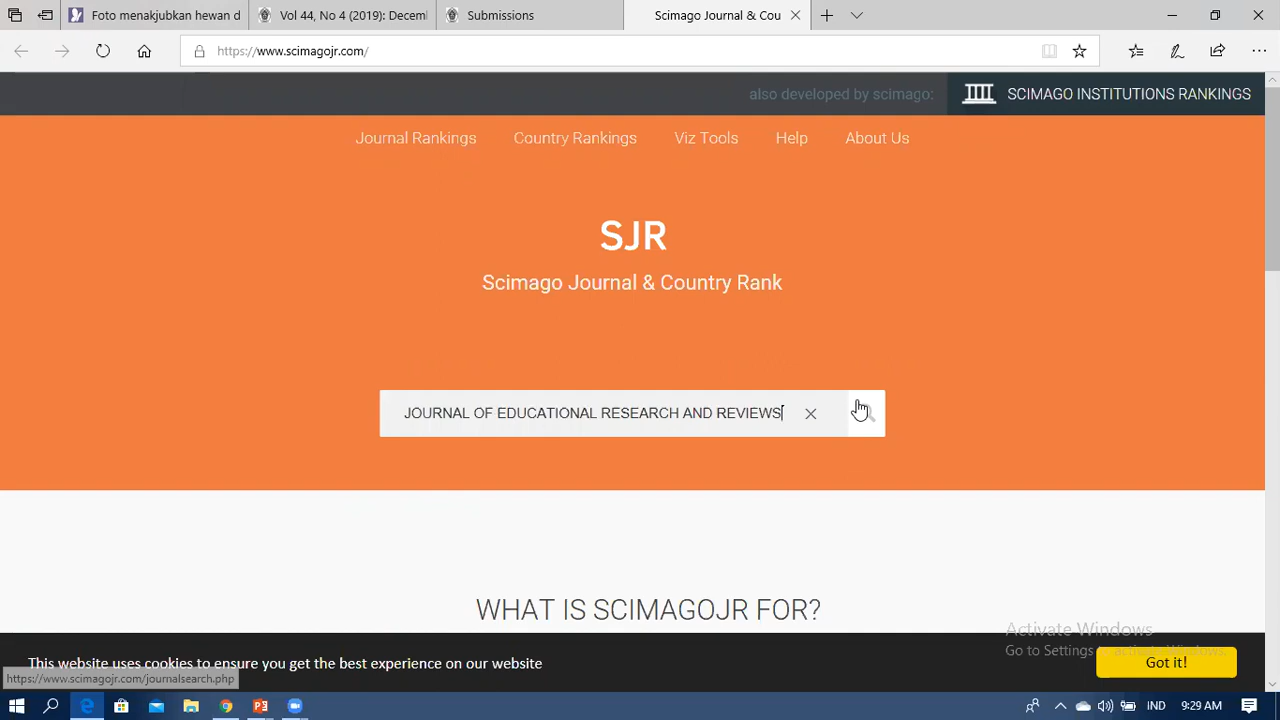 Foto menakjubkan hewan d
Vol 44, No 4 (2019): Decemi
Submissions
Scimago Journal & Cou
https://www.scimagojr.com/
also developed by scimago:
SCIMAGO INSTITUTIONS RANKINGS
Journal Rankings
Country Rankings
Viz Tools
Help
About Us
SJR
Scimago Journal & Country Rank
JOURNAL OF EDUCATIONAL RESEARCH AND REVIEWS
WHAT IS SCIMAGOJR FOR?
Activate Windows
Go to Settings to activate Windows.
This website uses cookies to ensure you get the best experience on our website
Got it!
https://www.scimagojr.com/journalsearch.php
IND
9:29 AM